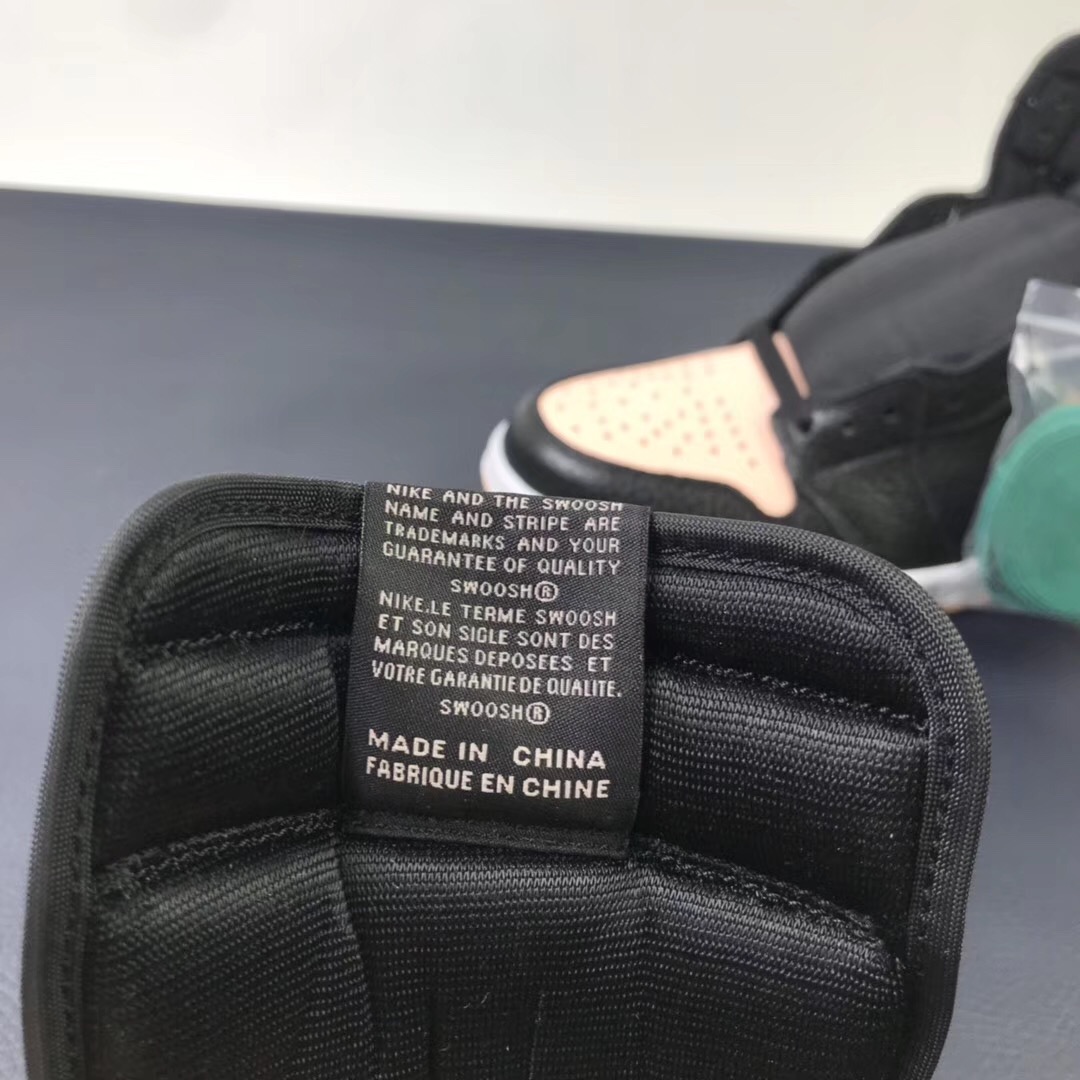 NIKE AND THE SWOOSH
NAME AND STRIPE ARE
TRADEMARKS AND YOUR
GUARANTEE OF QUALITY
SWOOSH®
NIKE.LE TERME SWOOSH
ET SON SIGLE SONT DES
MARQUES DEPOSEES ET
VOTRE GARANTIE DE QUALITE.
SWOOSH®
MADE IN CHINA
FABRIQUE EN CHINE